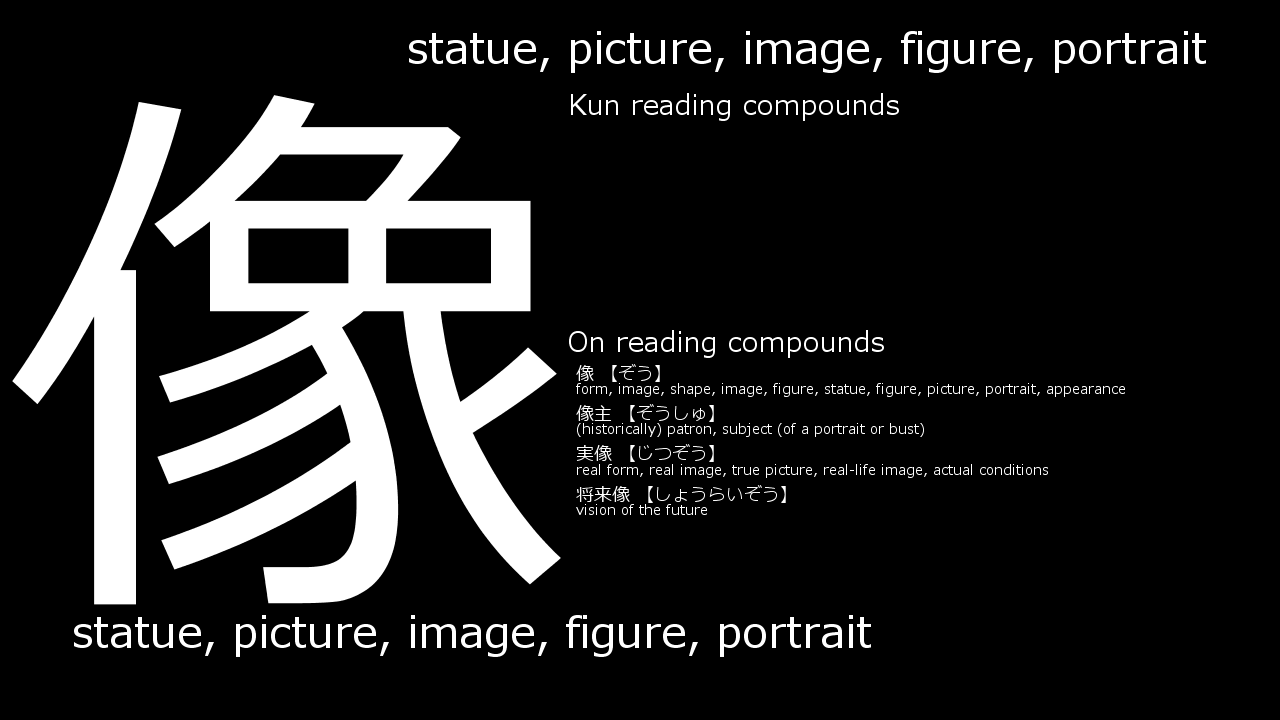 statue, picture, image, figure, portrait
像
Kun reading compounds
On reading compounds
像 【ぞう】
form, image, shape, image, figure, statue, figure, picture, portrait, appearance
像主 【ぞうしゅ】
(historically) patron, subject (of a portrait or bust)
実像 【じつぞう】
real form, real image, true picture, real-life image, actual conditions
将来像 【しょうらいぞう】
vision of the future
statue, picture, image, figure, portrait